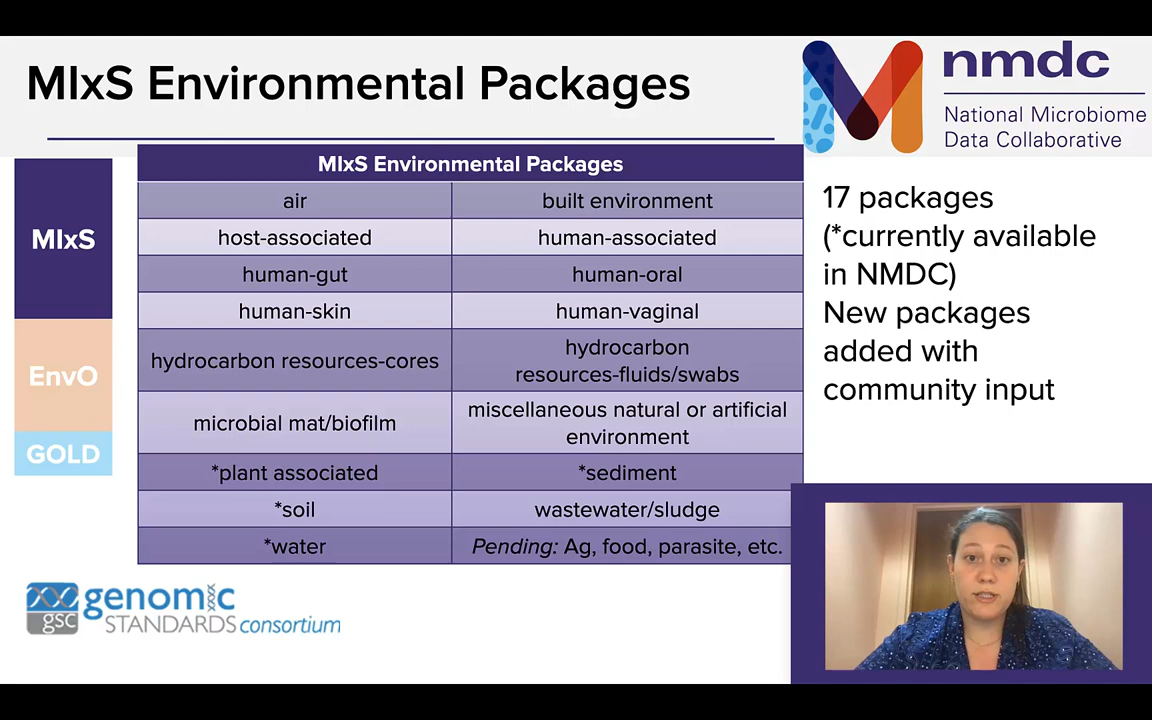 MIxS Environmental Packages
nmdc
National Microbiome
Data Collaborative
MIxS
EnvO
GOLD
MIxS Environmental Packages
air
built environment
host-associated
human-associated
human-gut
human-oral
human-skin
human-vaginal
hydrocarbon resources-cores
hydrocarbon
resources-fluids/swabs
microbial mat/biofilm
miscellaneous natural or artificial
environment
*plant associated
*sediment
*soil
wastewater/sludge
*water
Pending: Ag, food, parasite, etc.
17 packages
(*currently available
in NMDC)
New packages
added with
community input
gsc
genomic
STANDARDS consortium